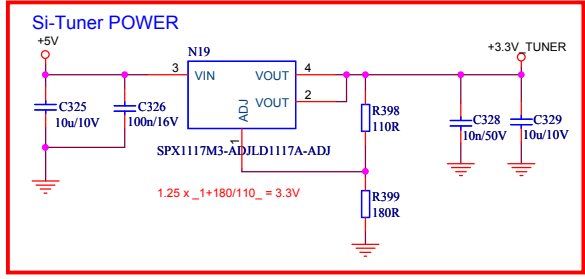 Si-Tuner POWER
+5V
N19
+3.3V_TUNER
3
VIN
VOUT
4
VOUT
2
ADJ
1
C325
10u/10V
C326
100n/16V
R398
110R
C328
10n/50V
C329
10u/10V
SPX1117M3-ADJLD1117A-ADJ
1.25 x _1+180/110_ = 3.3V
R399
180R